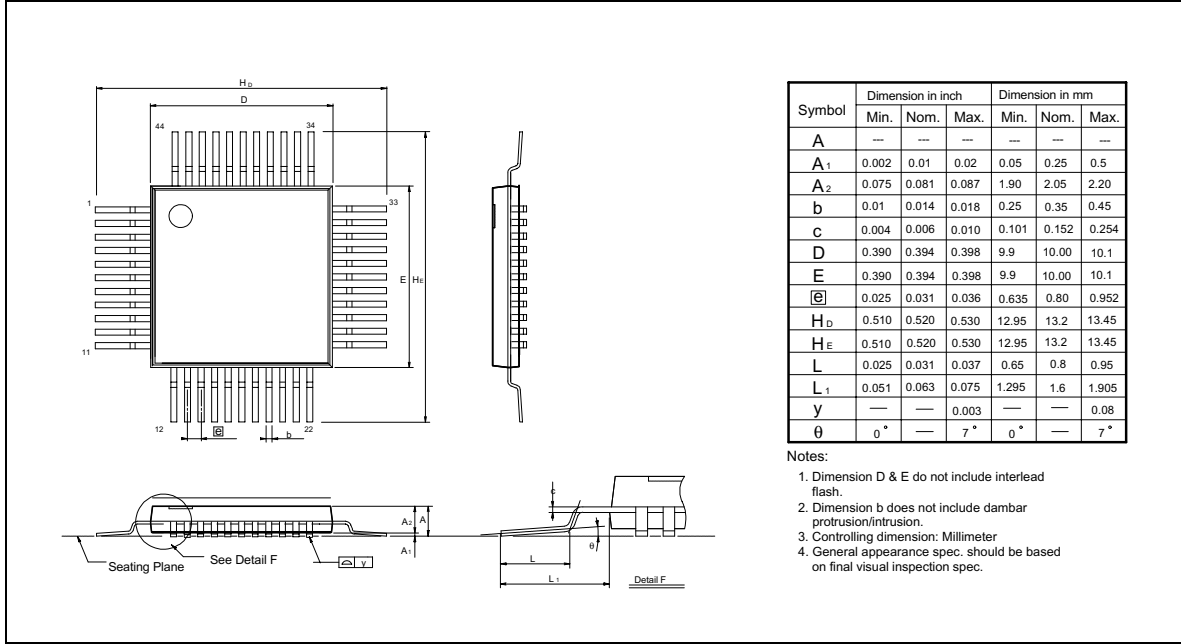 H D
D
44 34
1 33
E HE
11
12 e b 22
A2 A
A1
Seating Plane See Detail F y
c
θ
L
L 1 Detail F
Symbol Dimension in inch Dimension in mm
Min. Nom. Max. Min. Nom. Max.
A --- --- --- --- --- ---
A 1 0.002 0.01 0.02 0.05 0.25 0.5
A 2 0.075 0.081 0.087 1.90 2.05 2.20
b 0.01 0.014 0.018 0.25 0.35 0.45
c 0.004 0.006 0.010 0.101 0.152 0.254
D 0.390 0.394 0.398 9.9 10.00 10.1
E 0.390 0.394 0.398 9.9 10.00 10.1
e 0.025 0.031 0.036 0.635 0.80 0.952
H D 0.510 0.520 0.530 12.95 13.2 13.45
H E 0.510 0.520 0.530 12.95 13.2 13.45
L 0.025 0.031 0.037 0.65 0.8 0.95
L 1 0.051 0.063 0.075 1.295 1.6 1.905
y — — 0.003 — — 0.08
θ 0° — 7° 0° — 7°
Notes:
1. Dimension D & E do not include interlead
flash.
2. Dimension b does not include dambar
protrusion/intrusion.
3. Controlling dimension: Millimeter
4. General appearance spec. should be based
on final visual inspection spec.